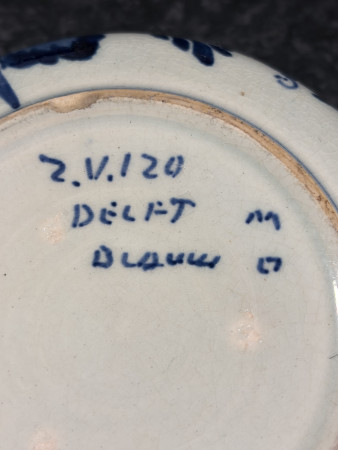 Z.V.120
DELFT m
BLAUW D